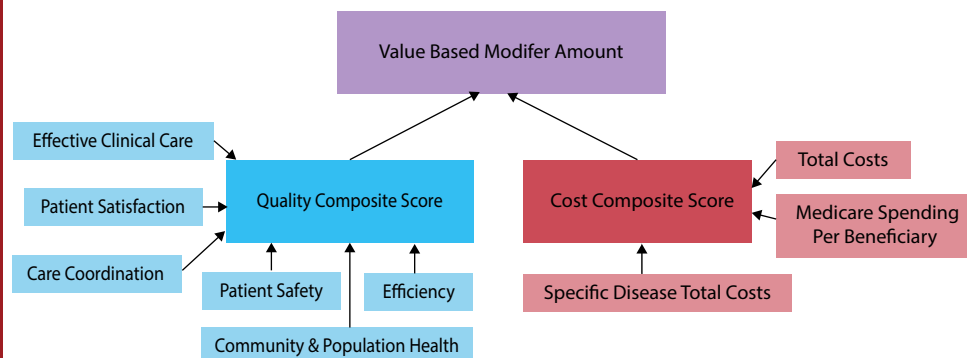 Value Based Modifer Amount
Effective Clinical Care
Patient Satisfaction
Care Coordination
Quality Composite Score
Patient Safety
Efficiency
Community & Population Health
Cost Composite Score
Total Costs
Medicare Spending
Per Beneficiary
Specific Disease Total Costs